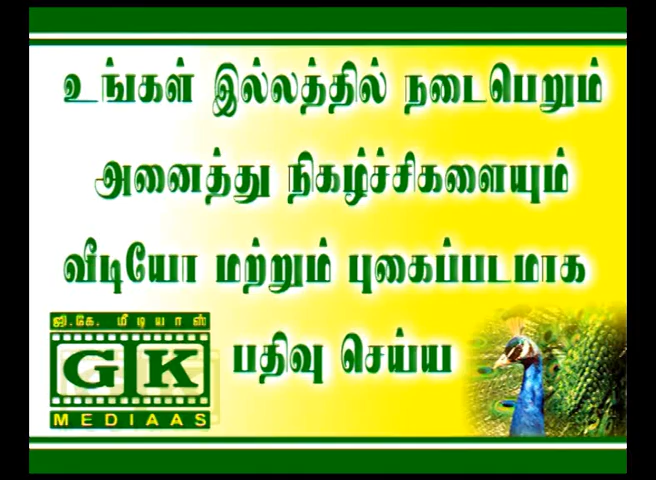 உங்கள் இல்லத்தில் நடைபெறும்
அனைத்து நிகழ்ச்சிகளையும்
வீடியோ மற்றும் புகைப்படமாக
பதிவு செய்ய
ஜி.கே. மீடியாஸ்
GK
MEDIAAS